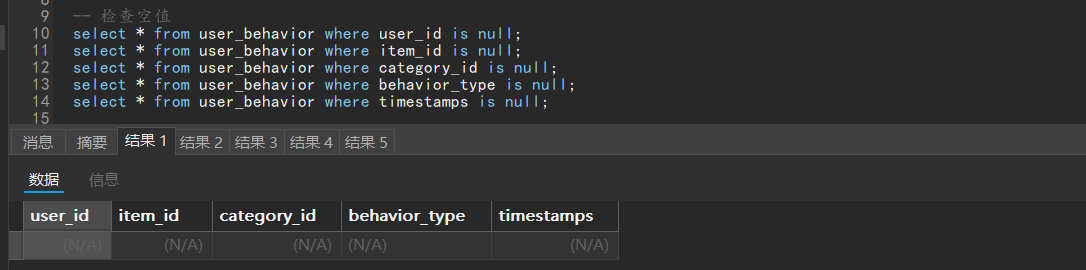 9 -- 检查空值
10 select * from user_behavior where user_id is null;
11 select * from user_behavior where item_id is null;
12 select * from user_behavior where category_id is null;
13 select * from user_behavior where behavior_type is null;
14 select * from user_behavior where timestamps is null;
15
消息 摘要 结果 1 结果 2 结果 3 结果 4 结果 5
数据 信息
user_id item_id category_id behavior_type timestamps
(N/A) (N/A) (N/A) (N/A) (N/A)